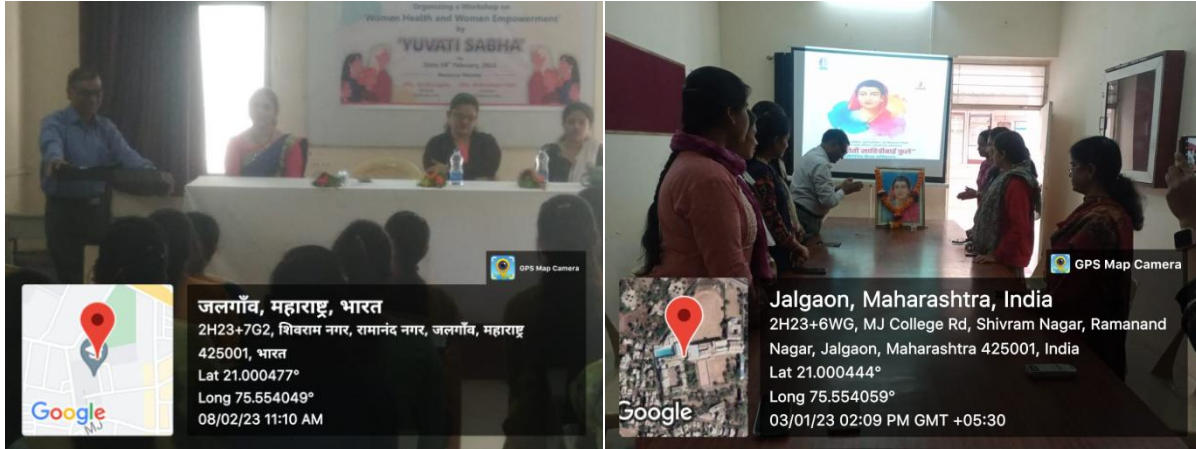 Organizing a Workshop on
'Women Health and Women Empowerment'
by
"YUVATI SABHA"
GPS Map Camera
जलगाँव, महाराष्ट्र, भारत
2H23+7G2, शिवराम नगर, रामानंद नगर, जलगाँव, महाराष्ट्र
425001, भारत
Lat 21.000477°
Long 75.554049°
08/02/23 11:10 AM
Google
MJ
सावित्रीबाई फुले
GPS Map Camera
Jalgaon, Maharashtra, India
2H23+6WG, MJ College Rd, Shivram Nagar, Ramanand
Nagar, Jalgaon, Maharashtra 425001, India
Lat 21.000444°
Long 75.554059°
03/01/23 02:09 PM GMT +05:30
Google